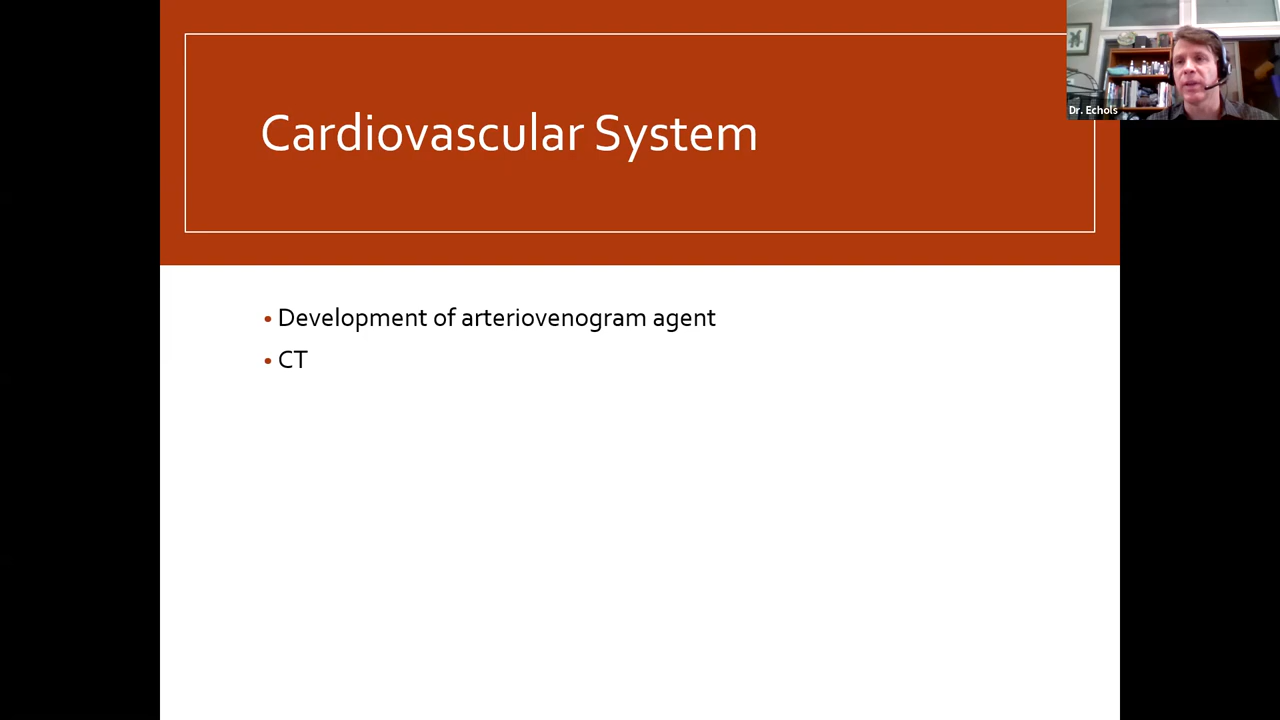 Cardiovascular System
Dr. Echols
• Development of arteriovenogram agent
• CT